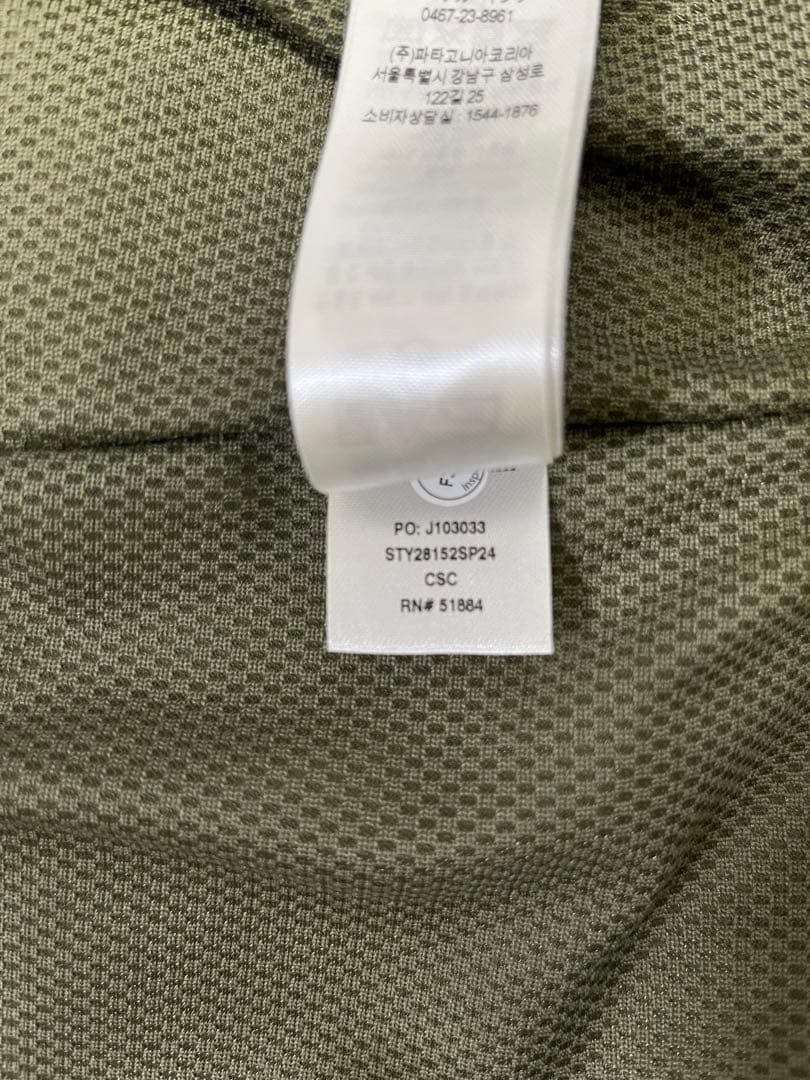 0467-23-8961
(주)파타고니아코리아
서울특별시 강남구 삼성로
122길 25
소비자상담실 : 1544-1876
PO: J103033
STY28152SP24
CSC
RN# 51884